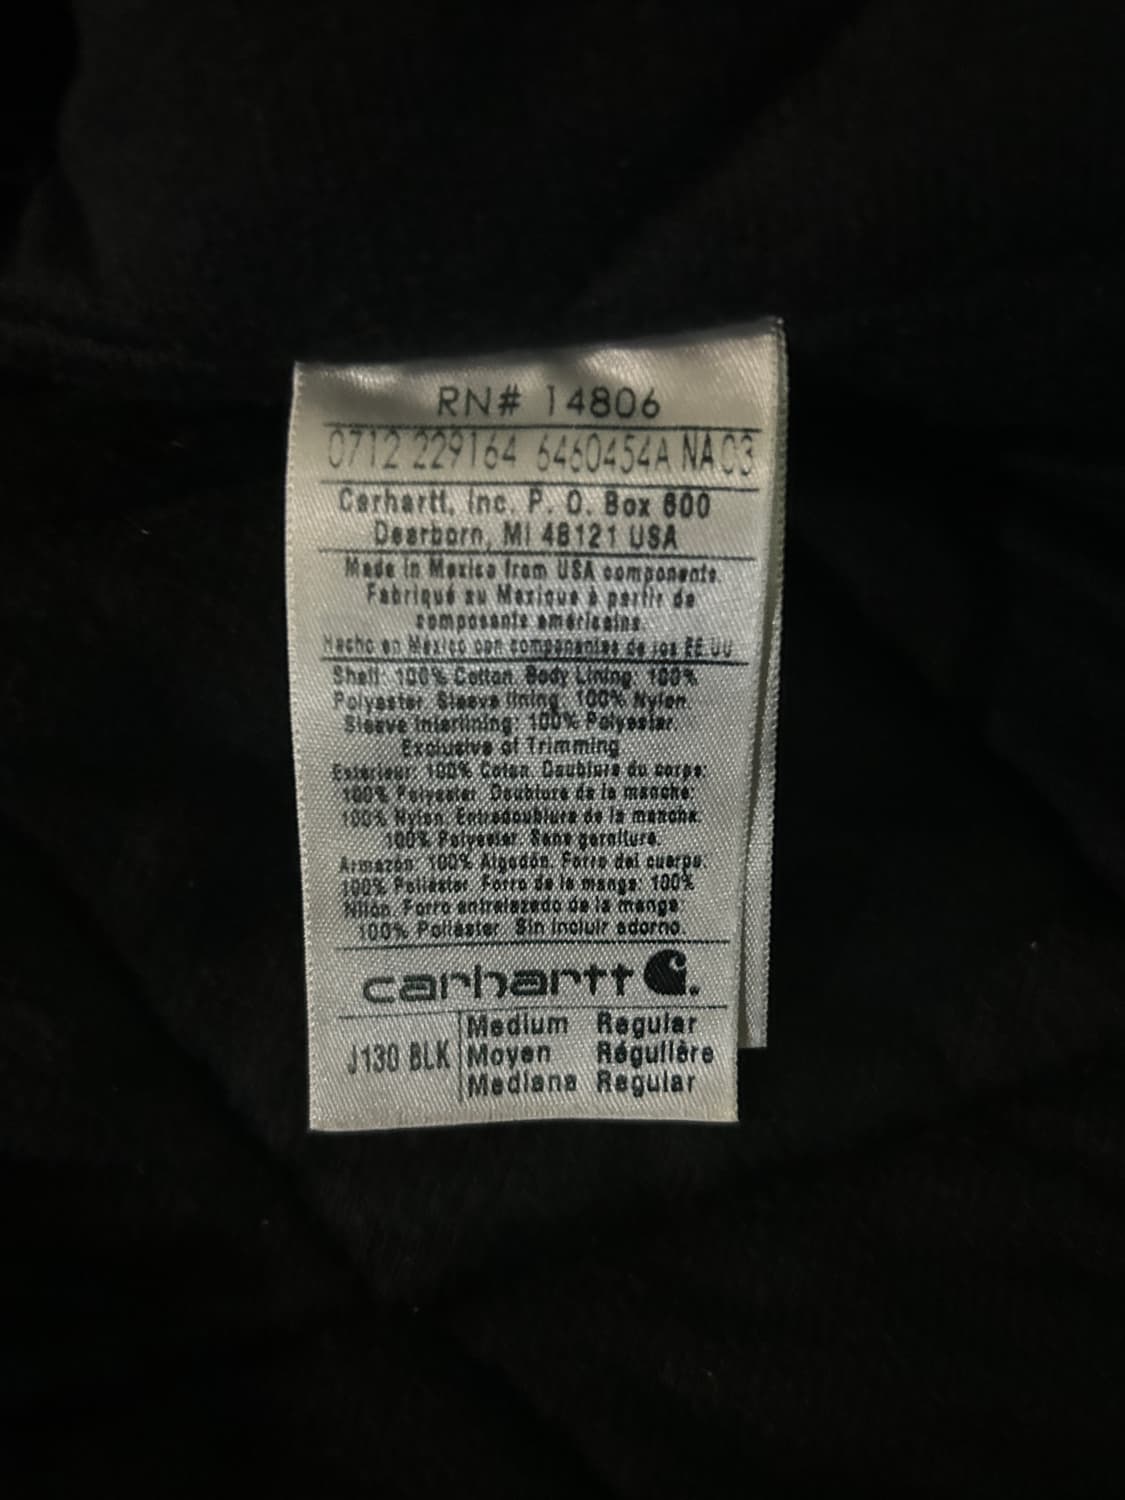 RN# 14806
0712 229164 6460454A NA 03
Carhartt, Inc. P. O. Box 600
Dearborn, MI 48121 USA
Made in Mexico from USA components.
Fabriqué au Mexique à partir de
composants américains.
Hecho en México con componentes de los EE.UU
Shell: 100% Cotton. Body Lining: 100%
Polyester. Sleeve lining: 100% Nylon.
Sleeve Interlining: 100% Polyester.
Exclusive of Trimming
Exterieur: 100% Coton. Doublure du corps:
100% Polyester. Doublure de la manche:
100% Nylon. Entredoublure de la manche:
100% Polyester. Sans garniture.
Armazón: 100% Algodón. Forro del cuerpo:
100% Poliéster. Forro de la manga: 100%
Nilón. Forro entrelazado de la manga
100% Poliéster. Sin incluir adorno.
carhartt
J130 BLK
Medium Regular
Moyen Régulière
Mediana Regular